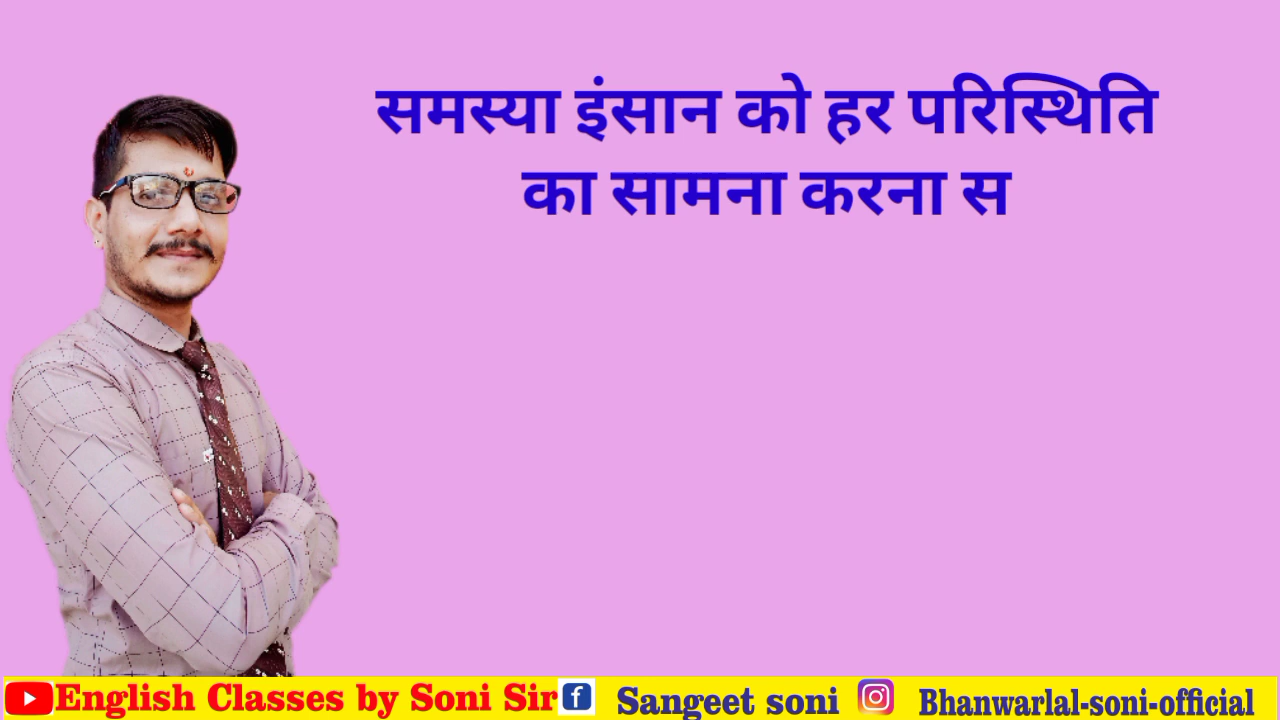 समस्या इंसान को हर परिस्थिति
का सामना करना स
English Classes by Soni Sir Sangeet soni Bhanwarlal-soni-official